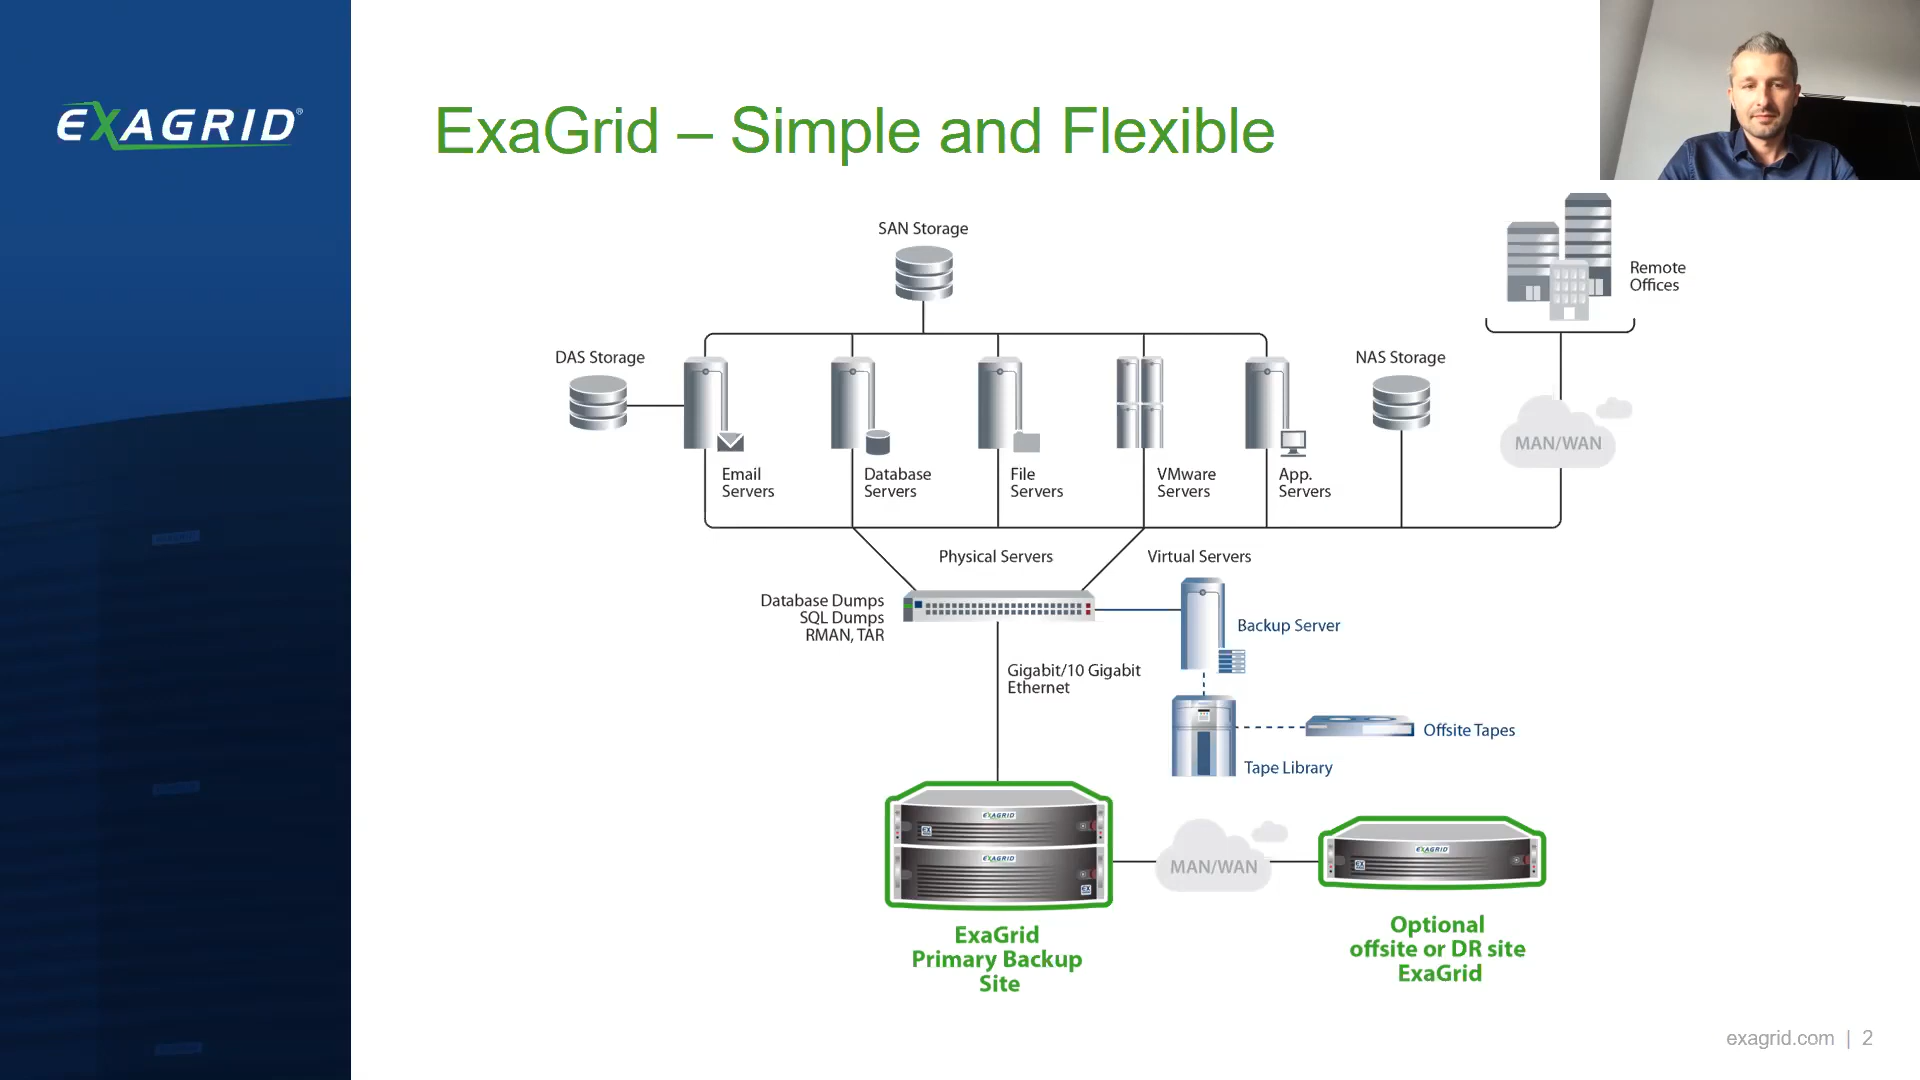 EXAGRID®
ExaGrid – Simple and Flexible
SAN Storage
Remote
Offices
DAS Storage
NAS Storage
MAN/WAN
Email
Servers
Database
Servers
File
Servers
VMware
Servers
App.
Servers
Physical Servers
Virtual Servers
Database Dumps
SQL Dumps
RMAN, TAR
Backup Server
Gigabit/10 Gigabit
Ethernet
Offsite Tapes
Tape Library
EXAGRID
EX
EXAGRID
EX
MAN/WAN
EXAGRID
EX
ExaGrid
Primary Backup
Site
Optional
offsite or DR site
ExaGrid
exagrid.com | 2